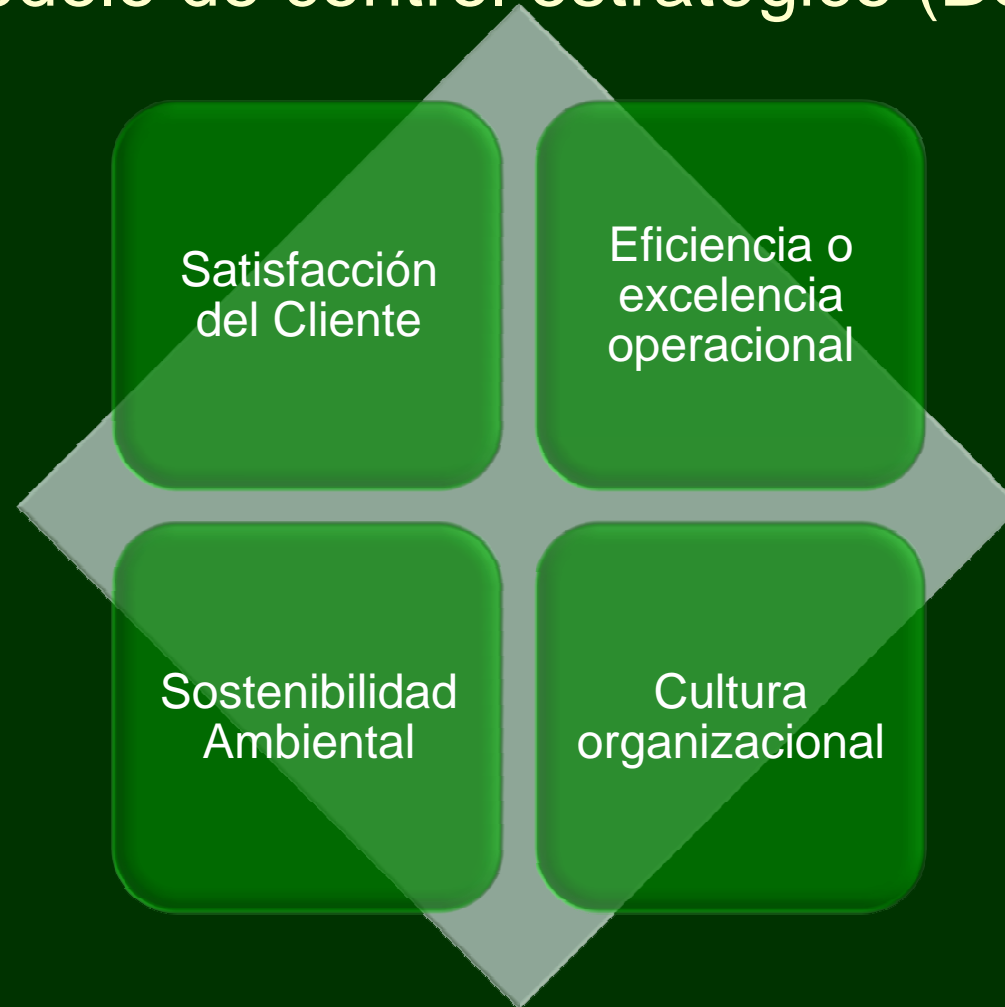 de control estratégico
Satisfacción
del Cliente
Eficiencia o
excelencia
operacional
Sostenibilidad
Ambiental
Cultura
organizacional